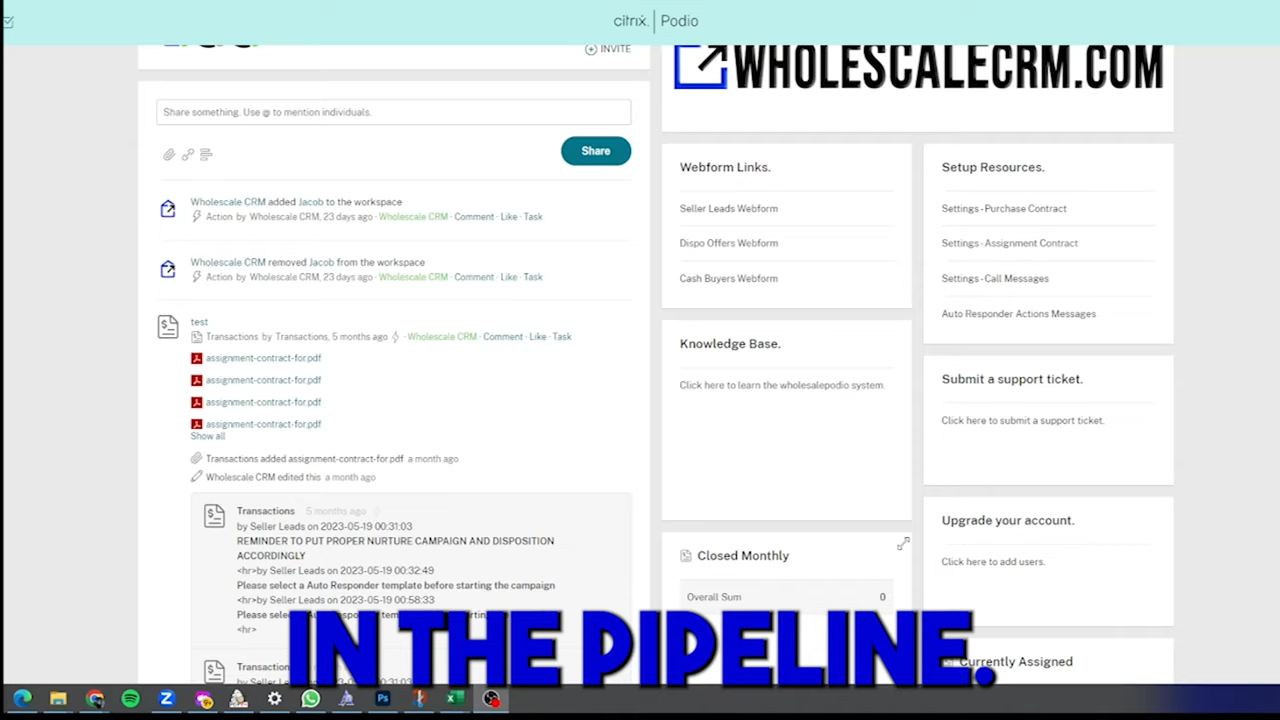 citrix | Podio
INVITE
WHOLESCALECRM.COM
Share something. Use @ to mention individuals.
Share
Wholescale CRM added Jacob to the workspace
Action by Wholescale CRM, 23 days ago · Wholescale CRM · Comment · Like · Task
Wholescale CRM removed Jacob from the workspace
Action by Wholescale CRM, 23 days ago · Wholescale CRM · Comment · Like · Task
test
Transactions by Transactions, 5 months ago · Wholescale CRM · Comment · Like · Task
assignment-contract-for.pdf
assignment-contract-for.pdf
assignment-contract-for.pdf
assignment-contract-for.pdf
Show all
Transactions added assignment-contract-for.pdf a month ago
Wholescale CRM edited this a month ago
Transactions 5 months ago
by Seller Leads on 2023-05-19 00:31:03
REMINDER TO PUT PROPER NURTURE CAMPAIGN AND DISPOSITION
ACCORDINGLY
<hr>by Seller Leads on 2023-05-19 00:32:49
Please select a Auto Responder template before starting the campaign
<hr>by Seller Leads on 2023-05-19 00:58:33
<hr>
Webform Links.
Seller Leads Webform
Dispo Offers Webform
Cash Buyers Webform
Knowledge Base.
Click here to learn the wholesalepodio system.
Closed Monthly
Overall Sum 0
Setup Resources.
Settings - Purchase Contract
Settings - Assignment Contract
Settings - Call Messages
Auto Responder Actions Messages
Submit a support ticket.
Click here to submit a support ticket.
Upgrade your account.
Click here to add users.
Currently Assigned
IN THE PIPELINE.